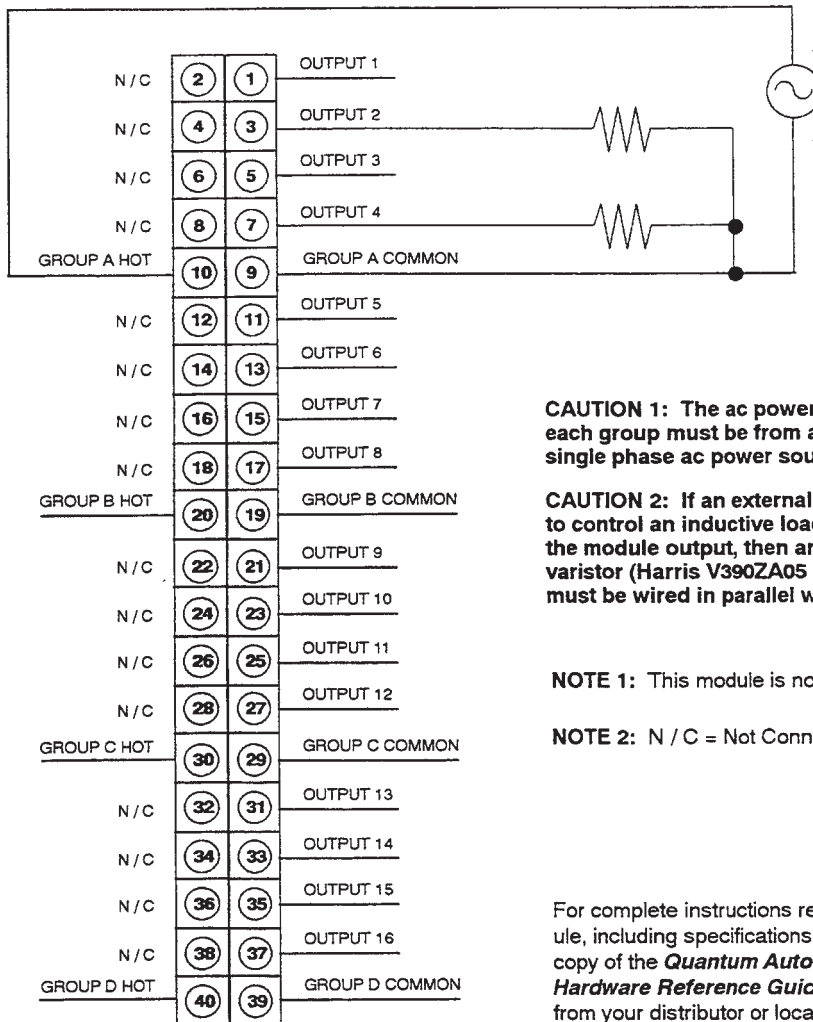 OUTPUT 1
N / C 2 1
OUTPUT 2
N / C 4 3
OUTPUT 3
N / C 6 5
OUTPUT 4
N / C 8 7
GROUP A HOT 10 9 GROUP A COMMON
OUTPUT 5
N / C 12 11
OUTPUT 6
N / C 14 13
OUTPUT 7
N / C 16 15
OUTPUT 8
N / C 18 17
GROUP B HOT 20 19 GROUP B COMMON
OUTPUT 9
N / C 22 21
OUTPUT 10
N / C 24 23
OUTPUT 11
N / C 26 25
OUTPUT 12
N / C 28 27
GROUP C HOT 30 29 GROUP C COMMON
OUTPUT 13
N / C 32 31
OUTPUT 14
N / C 34 33
OUTPUT 15
N / C 36 35
OUTPUT 16
N / C 38 37
GROUP D HOT 40 39 GROUP D COMMON
CAUTION 1: The ac power
each group must be from a
single phase ac power sou
CAUTION 2: If an external
to control an inductive loa
the module output, then a
varistor (Harris V390ZA05
must be wired in parallel w
NOTE 1: This module is no
NOTE 2: N / C = Not Conn
For complete instructions re
ule, including specifications
copy of the Quantum Auto
Hardware Reference Guid
from your distributor or loca